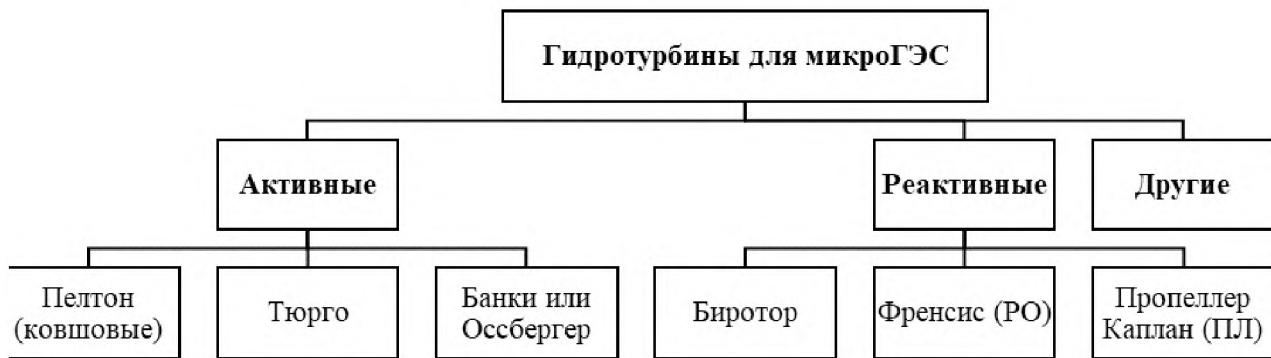 Гидротурбины для микроГЭС
Активные
Реактивные
Другие
Пелтон
(ковшовые)
Тюрго
Банки или
Оссбергер
Биротор
Френсис (РО)
Пропеллер
Каплан (ПЛ)